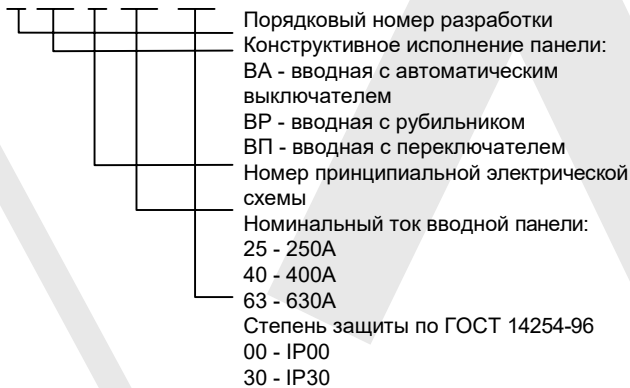 Порядковый номер разработки
Конструктивное исполнение панели:
ВА - вводная с автоматическим
выключателем
ВР - вводная с рубильником
ВП - вводная с переключателем
Номер принципиальной электрической
схемы
Номинальный ток вводной панели:
25 - 250А
40 - 400А
63 - 630А
Степень защиты по ГОСТ 14254-96
00 - IP00
30 - IP30